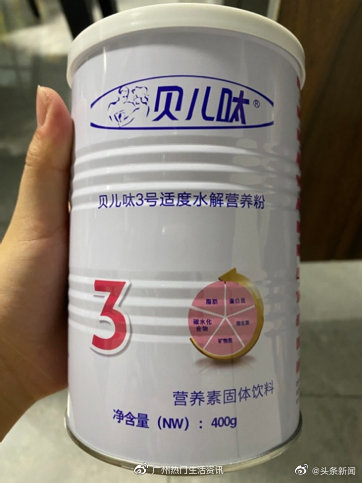 贝儿呔®
贝儿呔3号适度水解营养粉
3
脂肪
蛋白质
碳水化
合物
维生素
矿物质
营养素固体饮料
净含量（NW）：400g
广州热门生活资讯
@头条新闻